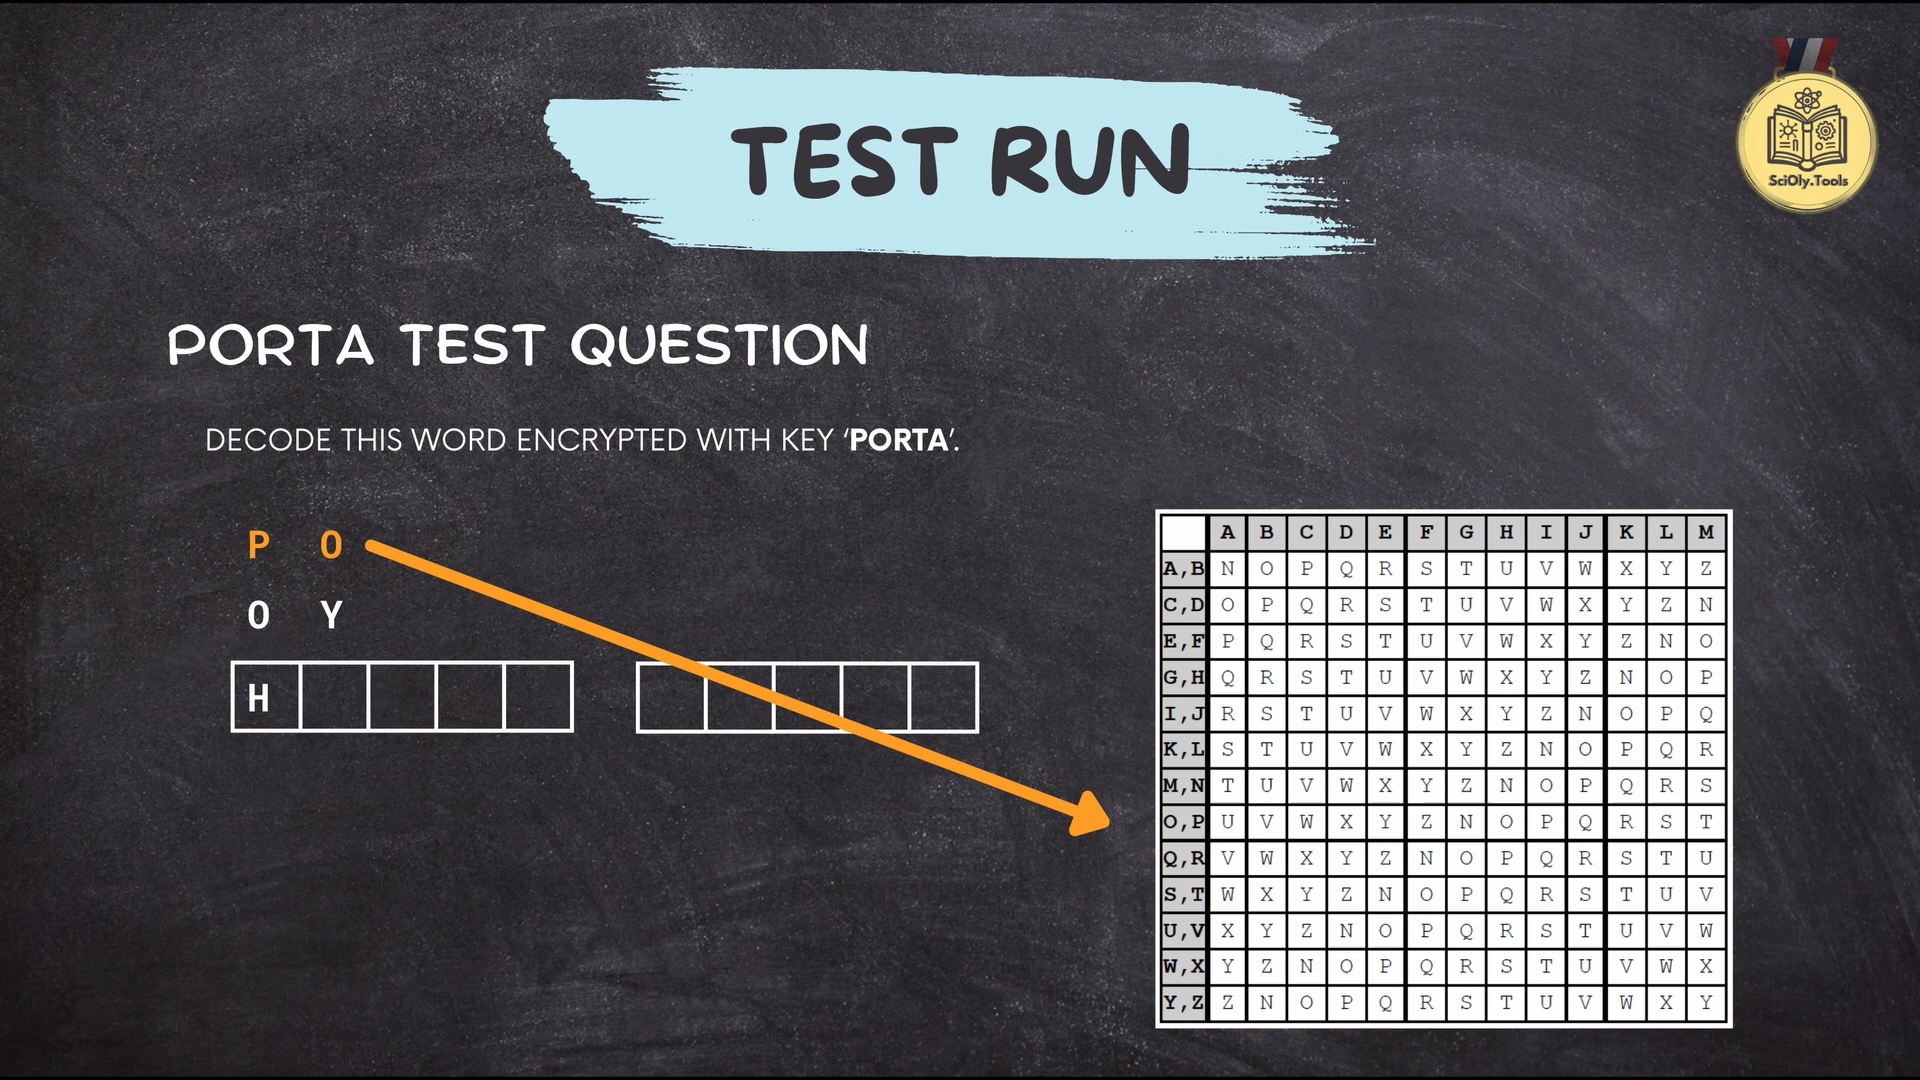 TEST RUN
SciOly.Tools
PORTA TEST QUESTION
DECODE THIS WORD ENCRYPTED WITH KEY ‘PORTA’.
P O
O Y
H
A B C D E F G H I J K L M
A,B N O P Q R S T U V W X Y Z
C,D O P Q R S T U V W X Y Z N
E,F P Q R S T U V W X Y Z N O
G,H Q R S T U V W X Y Z N O P
I,J R S T U V W X Y Z N O P Q
K,L S T U V W X Y Z N O P Q R
M,N T U V W X Y Z N O P Q R S
O,P U V W X Y Z N O P Q R S T
Q,R V W X Y Z N O P Q R S T U
S,T W X Y Z N O P Q R S T U V
U,V X Y Z N O P Q R S T U V W
W,X Y Z N O P Q R S T U V W X
Y,Z Z N O P Q R S T U V W X Y